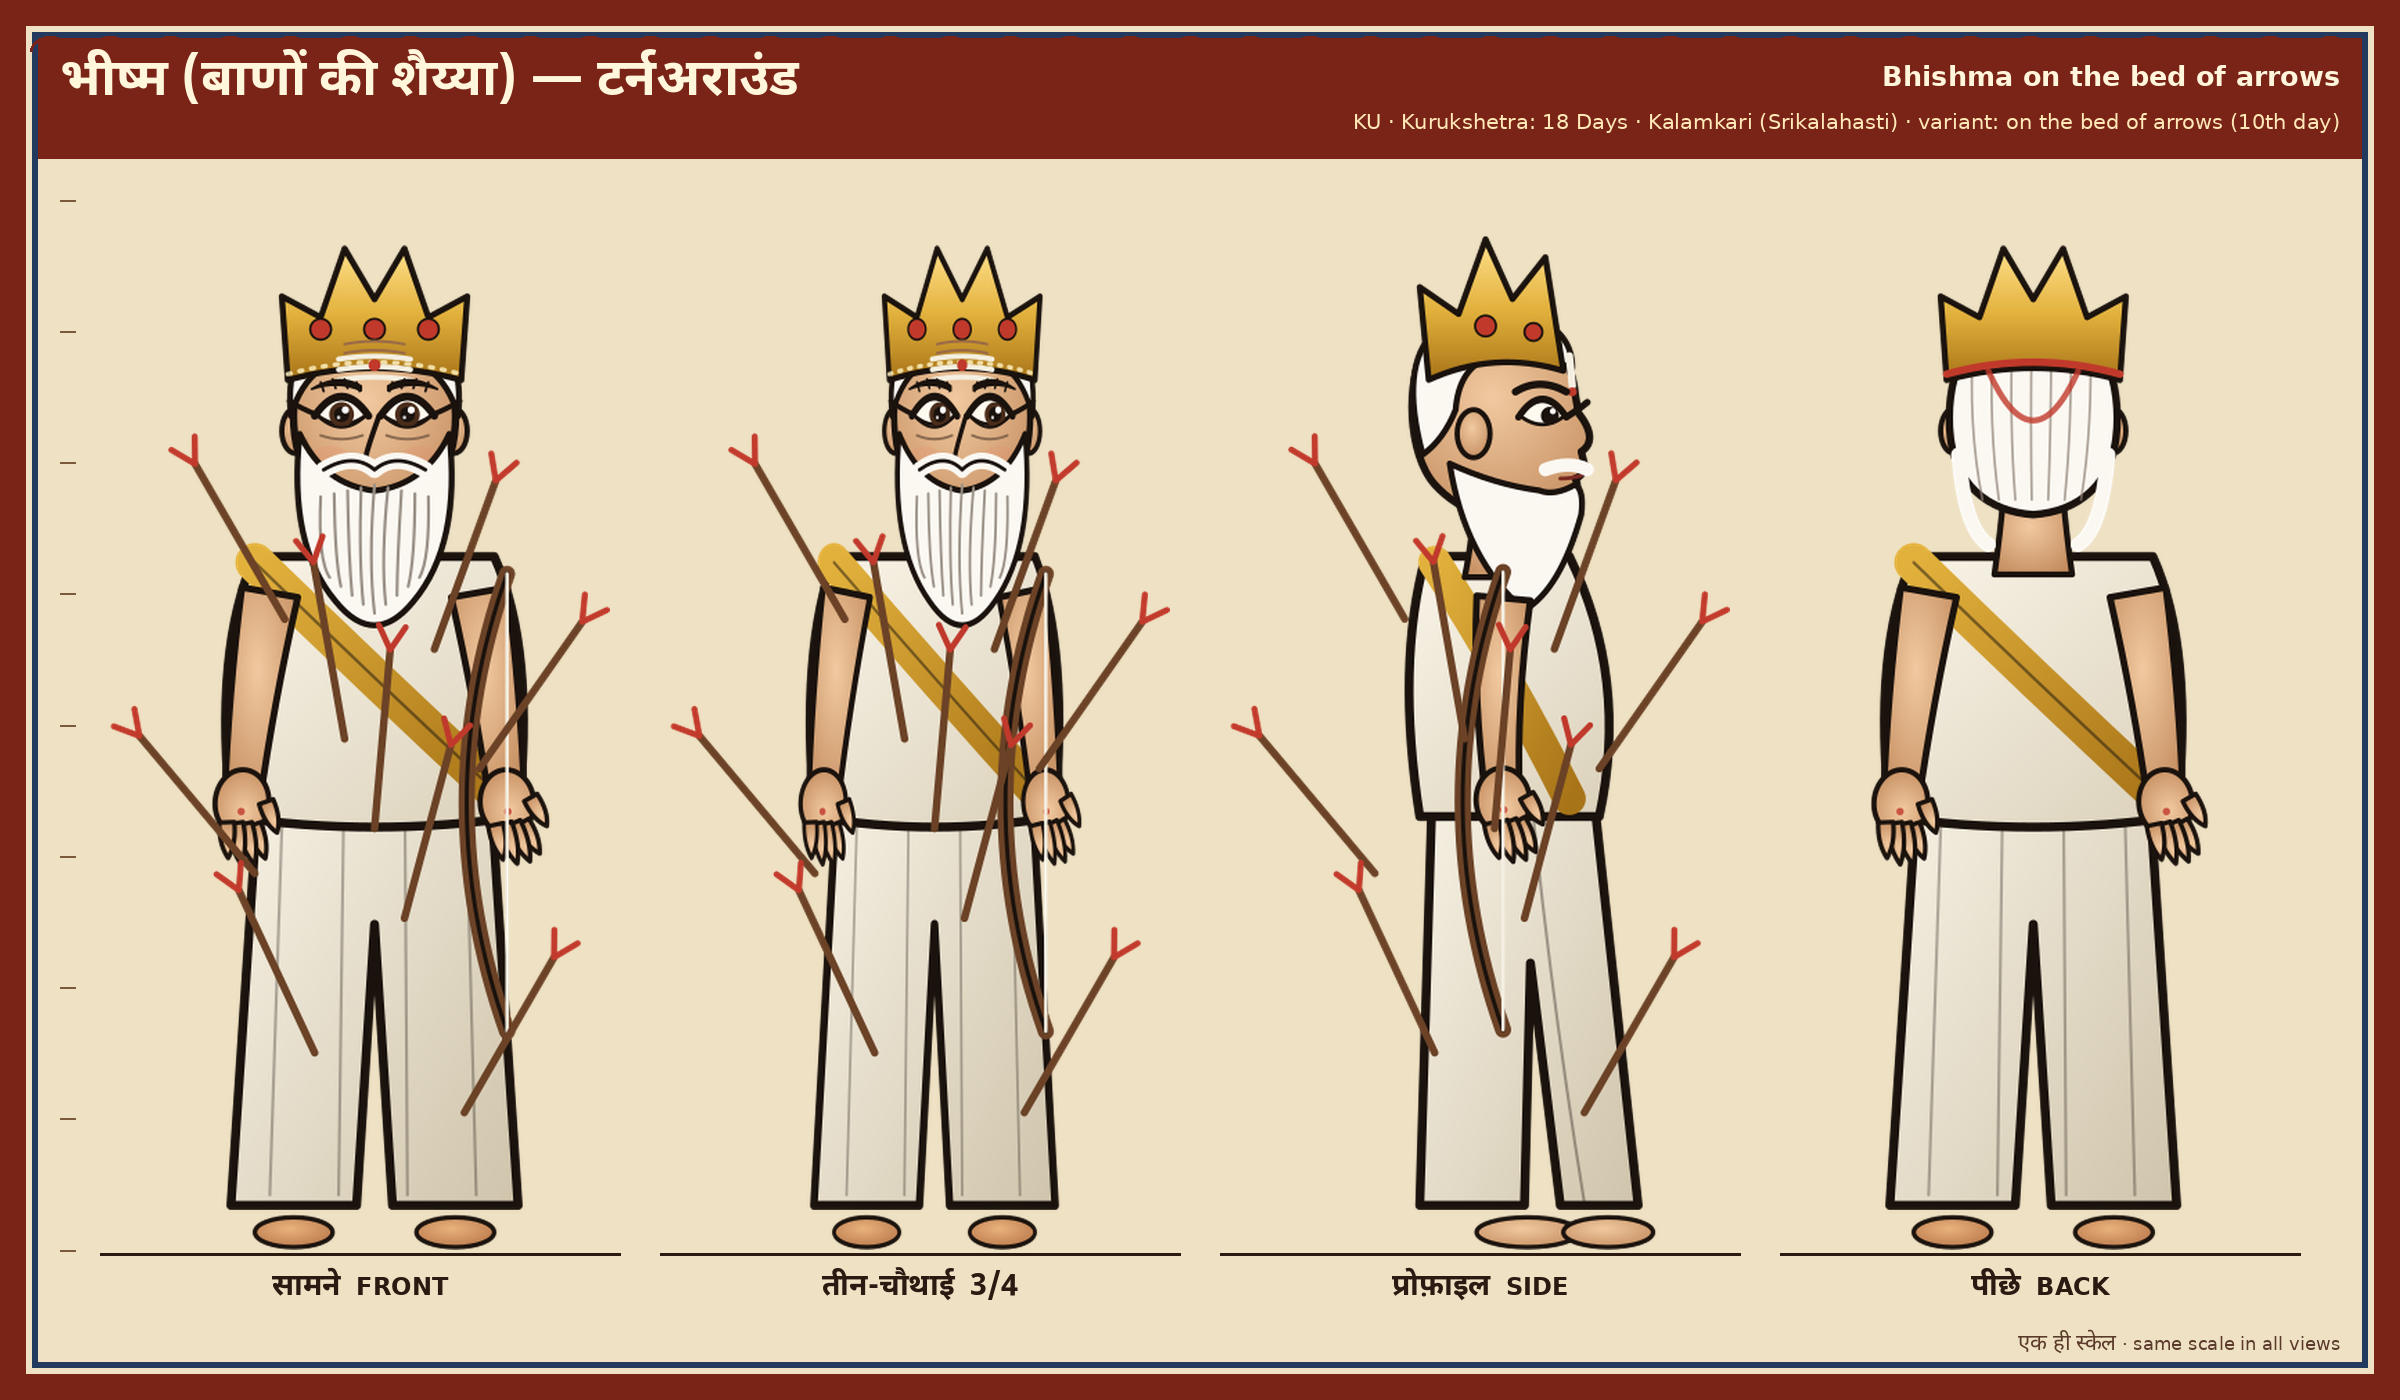 भीष्म (बाणों की शैय्या) — टर्नअराउंड
Bhishma on the bed of arrows
KU · Kurukshetra: 18 Days · Kalamkari (Srikalahasti) · variant: on the bed of arrows (10th day)
सामने FRONT
तीन-चौथाई 3/4
प्रोफ़ाइल SIDE
पीछे BACK
एक ही स्केल · same scale in all views